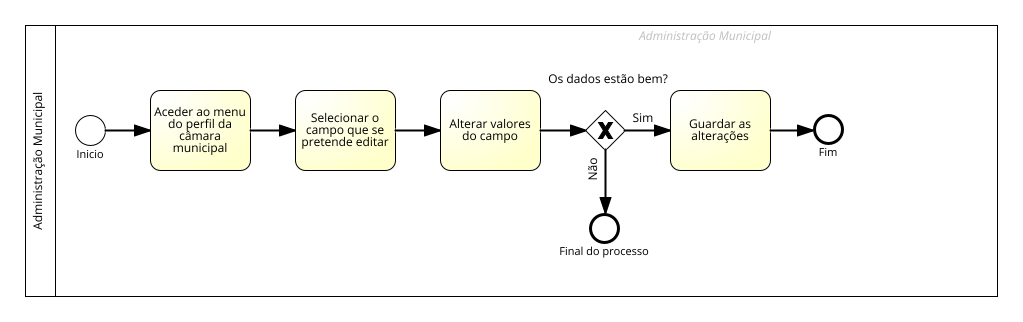 Administração Municipal
Administração Municipal
Os dados estão bem?
Aceder ao menu
do perfil da
câmara
municipal
Selecionar o
campo que se
pretende editar
Alterar valores
do campo
Sim
Guardar as
alterações
Inicio
Fim
Não
Final do processo